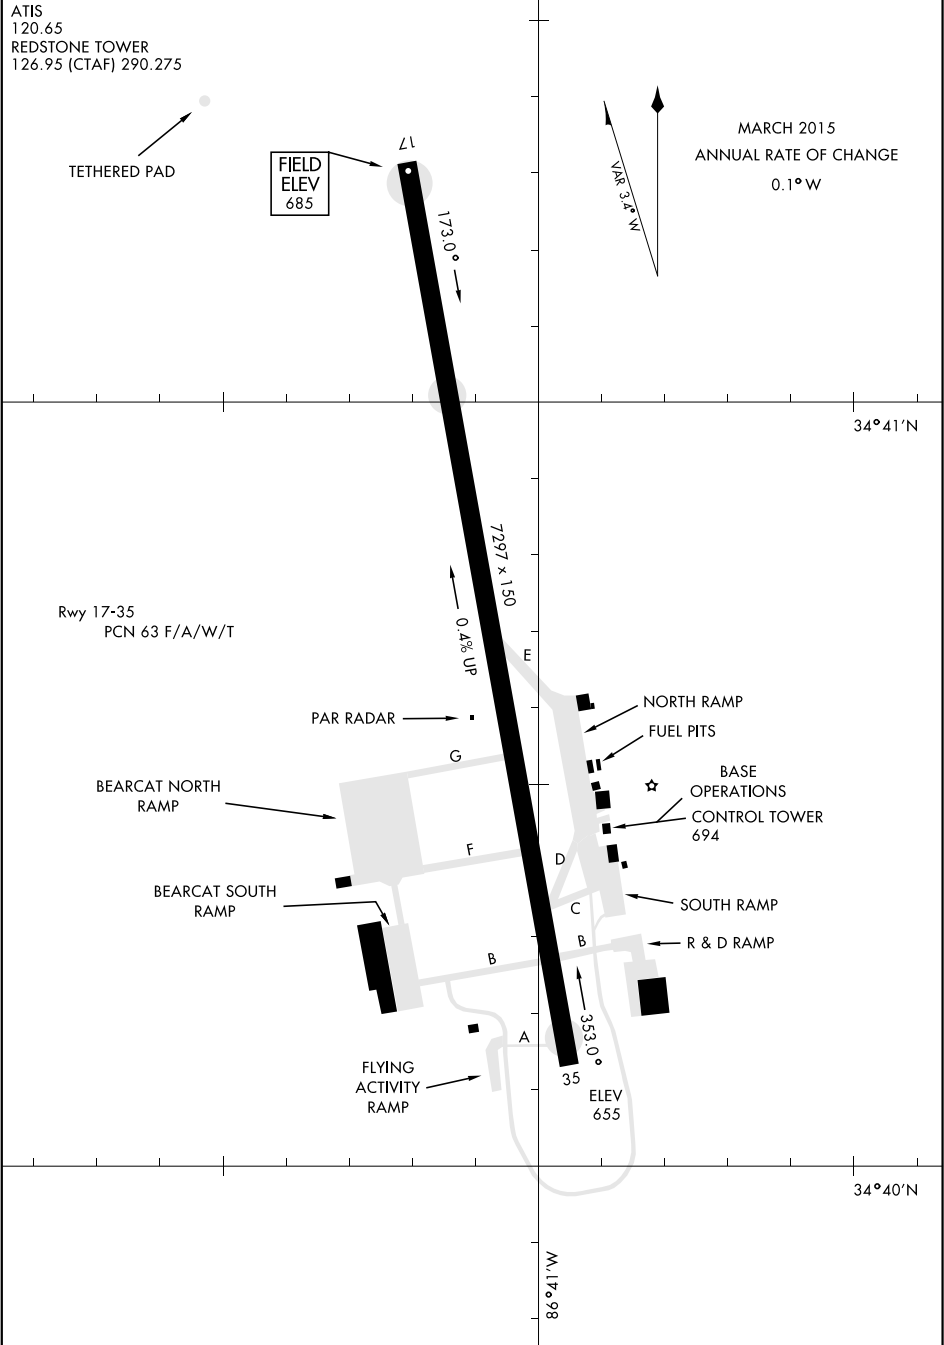 ATIS
120.65
REDSTONE TOWER
126.95 (CTAF) 290.275
TETHERED PAD
FIELD
ELEV
685
17
173.0°
VAR 3.4° W
MARCH 2015
ANNUAL RATE OF CHANGE
0.1° W
34°41'N
7297 x 150
0.4% UP
Rwy 17-35
PCN 63 F/A/W/T
E
NORTH RAMP
PAR RADAR
FUEL PITS
G
BEARCAT NORTH
RAMP
BASE
OPERATIONS
CONTROL TOWER
694
F
D
BEARCAT SOUTH
RAMP
C
SOUTH RAMP
B
B
R & D RAMP
A
353.0°
FLYING
ACTIVITY
RAMP
35
ELEV
655
34°40'N
86°41'W